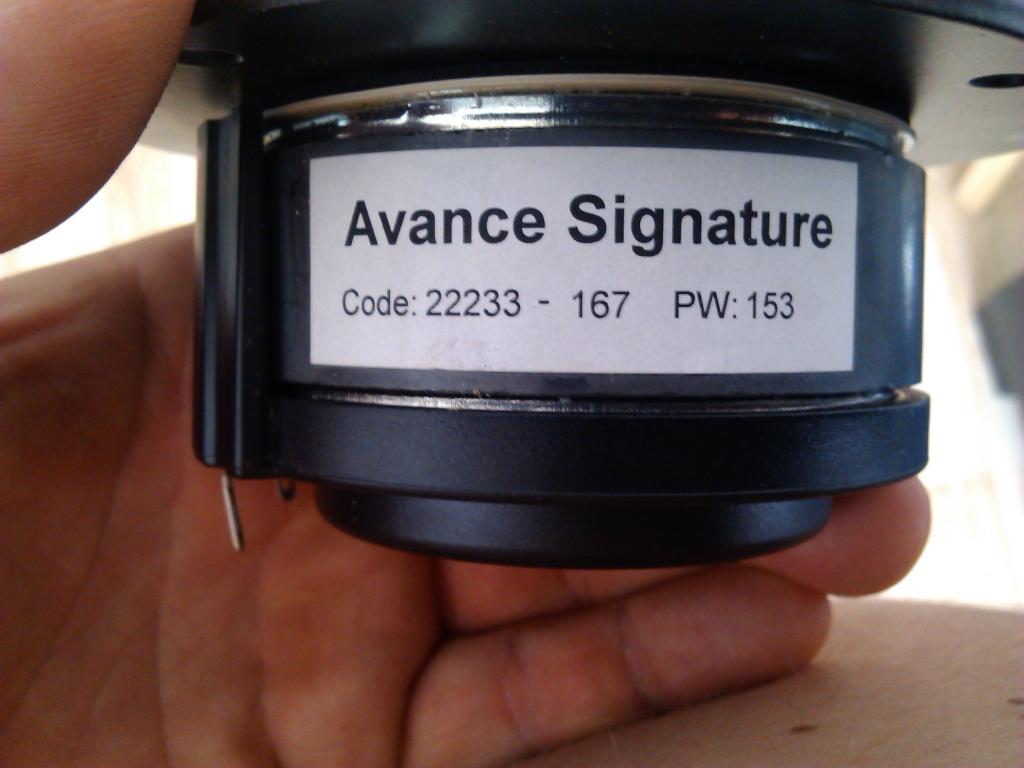 Avance Signature
Code: 22233 - 167 PW: 153